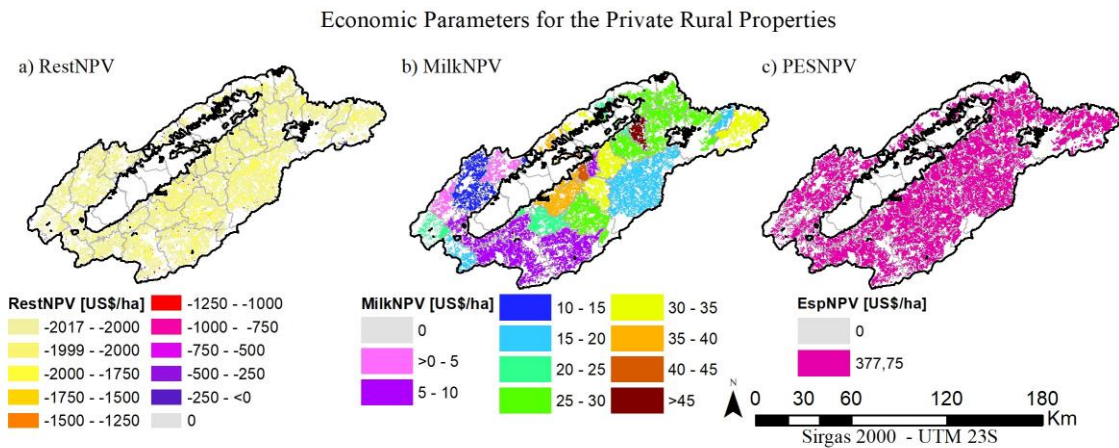 Economic Parameters for the Private Rural Properties
a) RestNPV
b) MilkNPV
c) PESNPV
RestNPV [US$/ha]
-2017 - -2000
-1999 - -2000
-2000 - -1750
-1750 - -1500
-1500 - -1250
-1250 - -1000
-1000 - -750
-750 - -500
-500 - -250
-250 - <0
0
MilkNPV [US$/ha]
0
>0 - 5
5 - 10
10 - 15
15 - 20
20 - 25
25 - 30
30 - 35
35 - 40
40 - 45
>45
EspNPV (US$/ha]
0
377,75
N
0 30 60 120 180
Km
Sirgas 2000 - UTM 23S